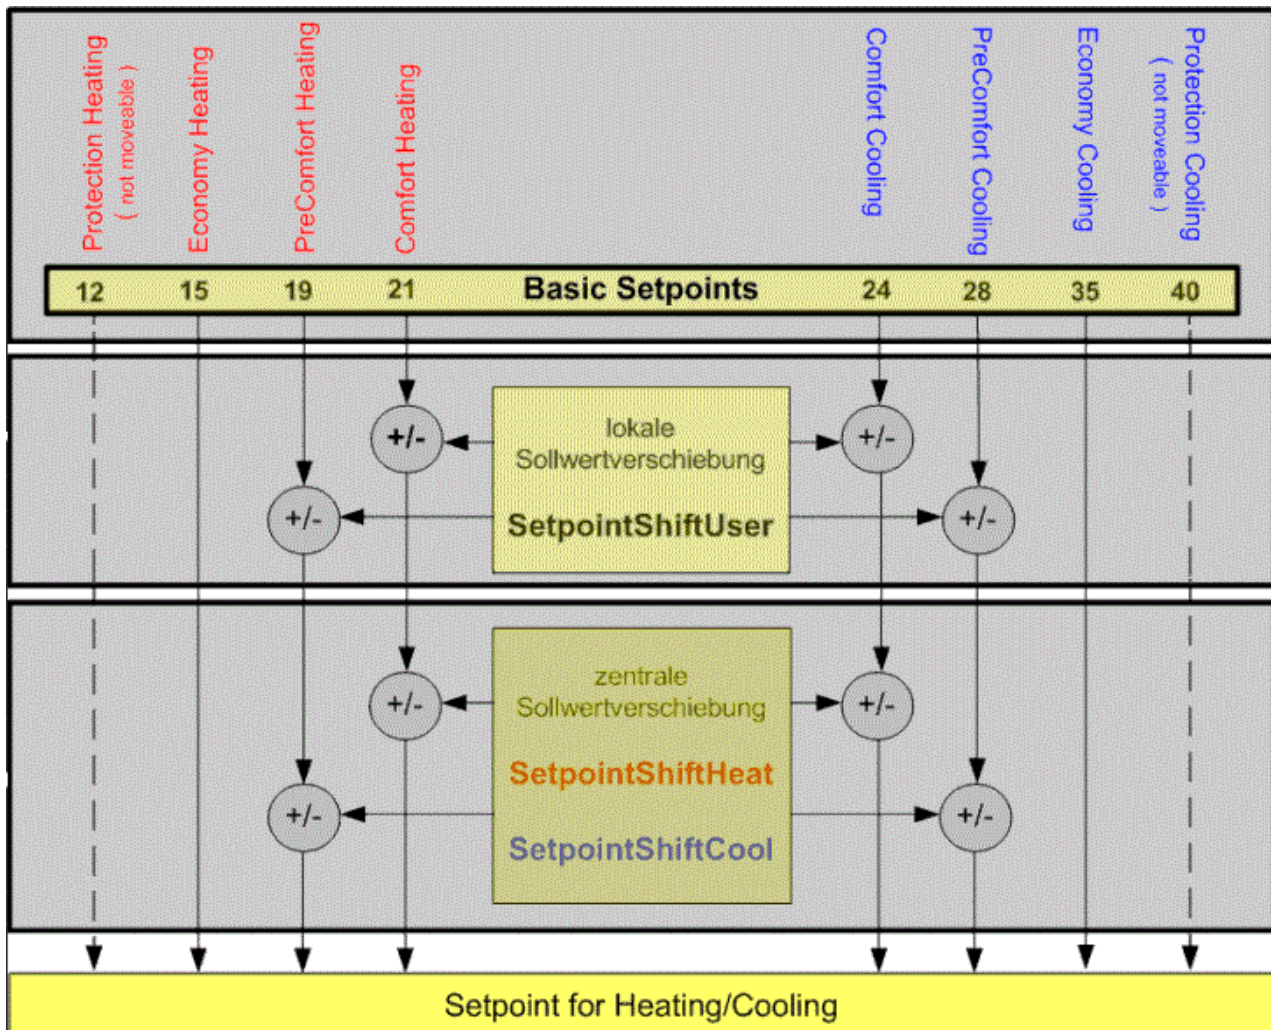 Protection Heating
( not moveable )
Economy Heating
PreComfort Heating
Comfort Heating
Comfort Cooling
PreComfort Cooling
Economy Cooling
Protection Cooling
( not moveable )
12 15 19 21 Basic Setpoints 24 28 35 40
+/- lokale +/-
Sollwertverschiebung
+/- SetpointShiftUser +/-
zentrale
+/- Sollwertverschiebung +/-
SetpointShiftHeat
+/- +/-
SetpointShiftCool
Setpoint for Heating/Cooling